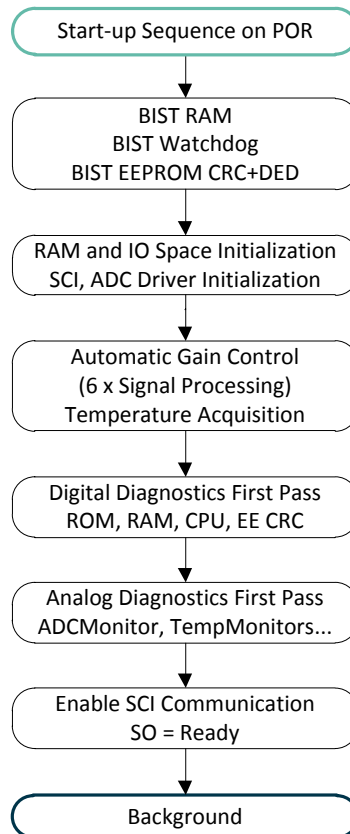 Start-up Sequence on POR
BIST RAM
BIST Watchdog
BIST EEPROM CRC+DED
RAM and IO Space Initialization
SCI, ADC Driver Initialization
Automatic Gain Control
(6 x Signal Processing)
Temperature Acquisition
Digital Diagnostics First Pass
ROM, RAM, CPU, EE CRC
Analog Diagnostics First Pass
ADCMonitor, TempMonitors...
Enable SCI Communication
SO = Ready
Background